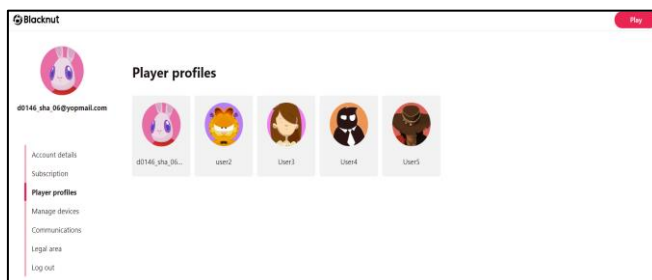 Blacknut
Play
d0146_sha_06@yopmail.com
Player profiles
d0146_sha_06...
user2
User3
User4
User5
Account details
Subscription
Player profiles
Manage devices
Communications
Legal area
Log out